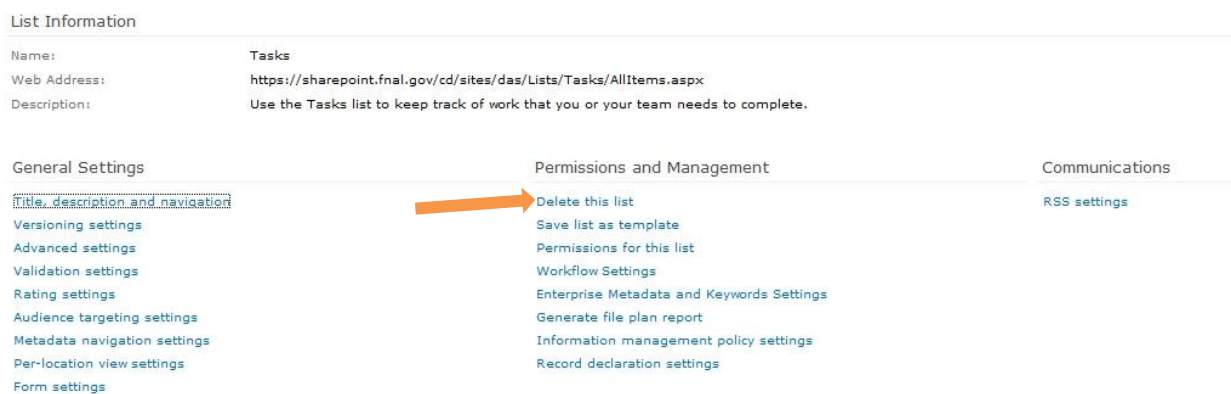 List Information
Name: Tasks
Web Address: https://sharepoint.fnal.gov/cd/sites/das/Lists/Tasks/AllItems.aspx
Description: Use the Tasks list to keep track of work that you or your team needs to complete.
General Settings
Title, description and navigation
Versioning settings
Advanced settings
Validation settings
Rating settings
Audience targeting settings
Metadata navigation settings
Per-location view settings
Form settings
Permissions and Management
Delete this list
Save list as template
Permissions for this list
Workflow Settings
Enterprise Metadata and Keywords Settings
Generate file plan report
Information management policy settings
Record declaration settings
Communications
RSS settings